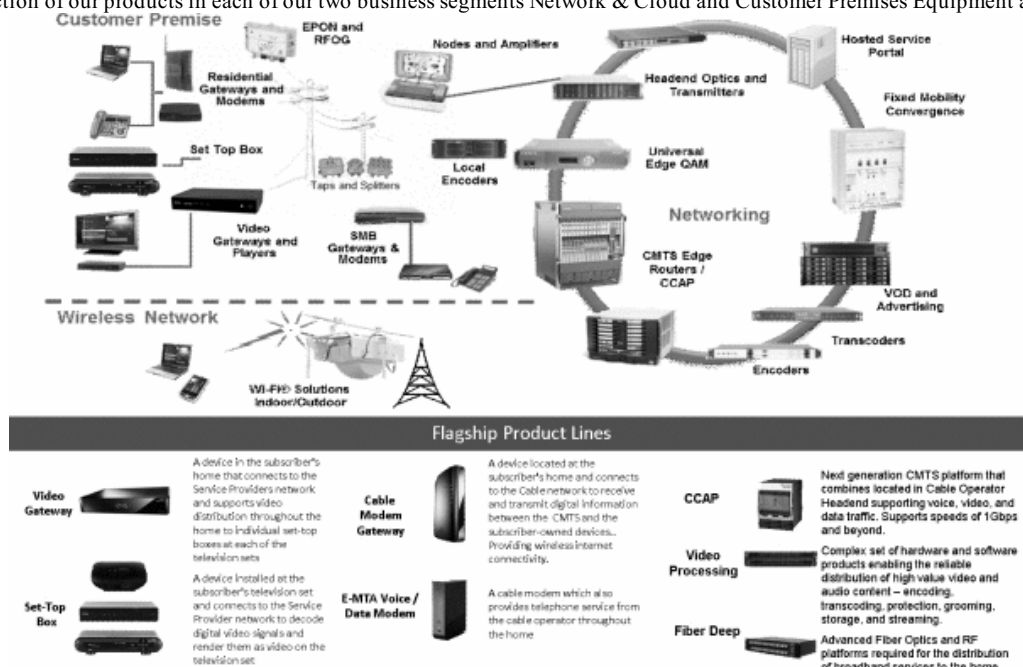 ction of our products in each of our two business segments Network & Cloud and Customer Premises Equipment a
Customer Premise
EPON and
RFOG
Nodes and Amplifiers
Hosted Service
Portal
Residential
Gateways and
Modems
Headend Optics and
Transmitters
Fixed Mobility
Convergence
Set Top Box
Local
Encoders
Universal
Edge QAM
Taps and Splitters
Networking
Video
Gateways and
Players
SMB
Gateways &
Modems
CMTS Edge
Routers /
CCAP
VOD and
Advertising
Transcoders
Encoders
Wireless Network
Wi-Fi® Solutions
Indoor/Outdoor
Flagship Product Lines
Video
Gateway
A device in the subscriber's
home that connects to the
Service Providers network
and supports video
distribution throughout the
home to individual set-top
boxes at each of the
television sets
Set-Top
Box
A device installed at the
subscriber's television set
and connects to the Service
Provider network to decode
digital video signals and
render them as video on the
television set
Cable
Modem
Gateway
A device located at the
subscriber's home and connects
to the Cable network to receive
and transmit digital information
between the CMTS and the
subscriber-owned devices..
Providing wireless internet
connectivity.
E-MTA Voice /
Data Modem
A cable modem which also
provides telephone service from
the cable operator throughout
the home
CCAP
Next generation CMTS platform that
combines located in Cable Operator
Headend supporting voice, video, and
data traffic. Supports speeds of 1Gbps
and beyond.
Video
Processing
Complex set of hardware and software
products enabling the reliable
distribution of high value video and
audio content – encoding,
transcoding, protection, grooming,
storage, and streaming.
Fiber Deep
Advanced Fiber Optics and RF
platforms required for the distribution
of broadband services to the home